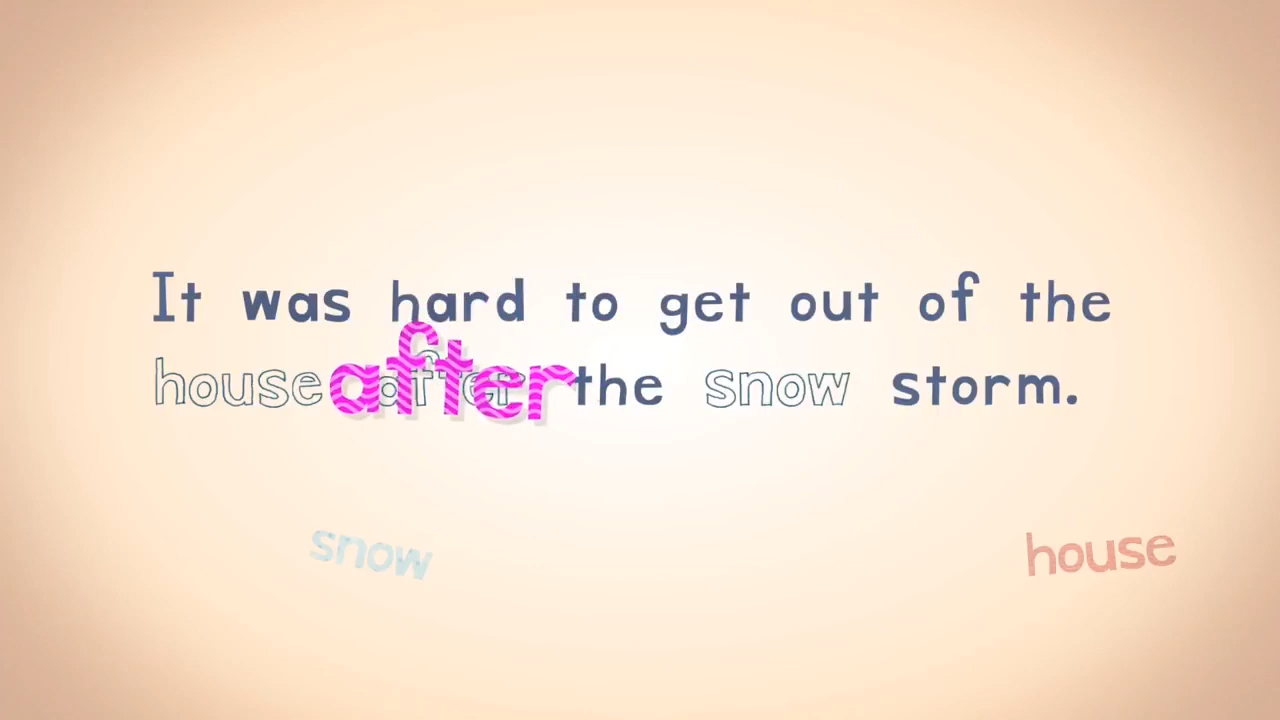 It was hard to get out of the
house after the snow storm.
snow
house